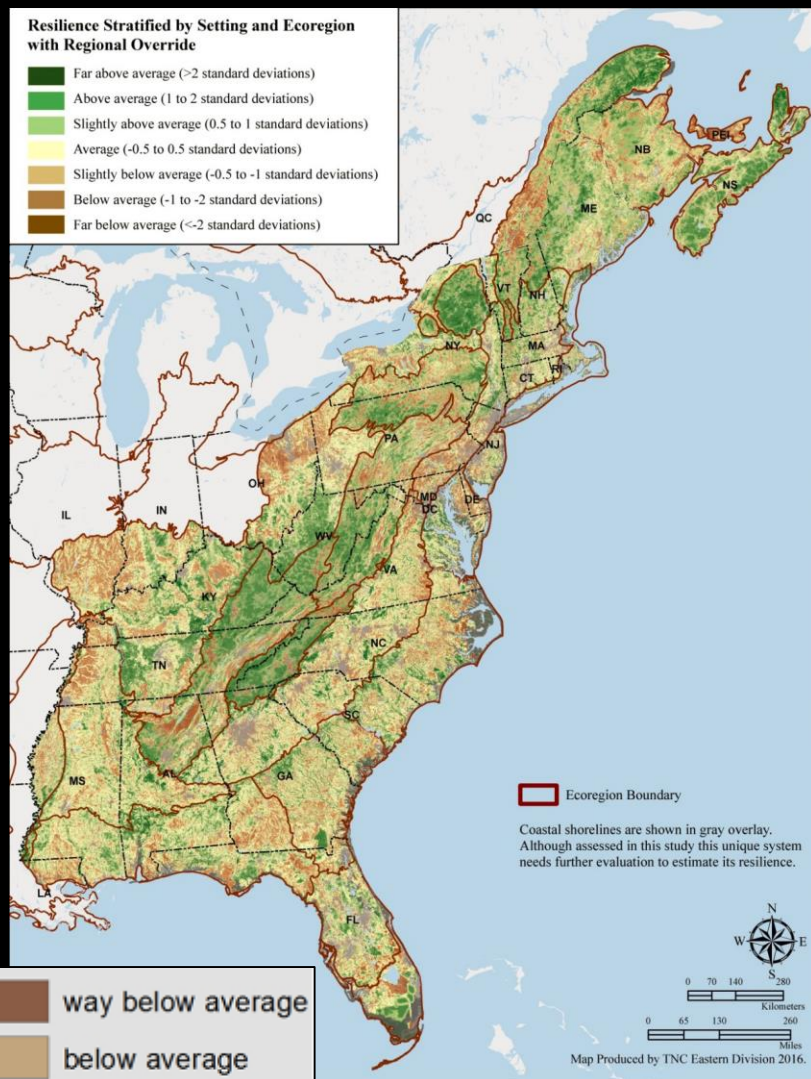 Resilience Stratified by Setting and Ecoregion
with Regional Override
Far above average (>2 standard deviations)
Above average (1 to 2 standard deviations)
Slightly above average (0.5 to 1 standard deviations)
Average (-0.5 to 0.5 standard deviations)
Slightly below average (-0.5 to -1 standard deviations)
Below average (-1 to -2 standard deviations)
Far below average (<-2 standard deviations)
PEI
NB
NS
QC
ME
VT
NH
NY
MA
CT
RI
PA
NJ
OH
MD
DE
DC
IL
IN
WV
VA
KY
NC
TN
SC
MS
AL
GA
LA
FL
Ecoregion Boundary
Coastal shorelines are shown in gray overlay.
Although assessed in this study this unique system
needs further evaluation to estimate its resilience.
N
W
E
S
0 70 140 280
Kilometers
0 65 130 260
Miles
Map Produced by TNC Eastern Division 2016.
way below average
below average